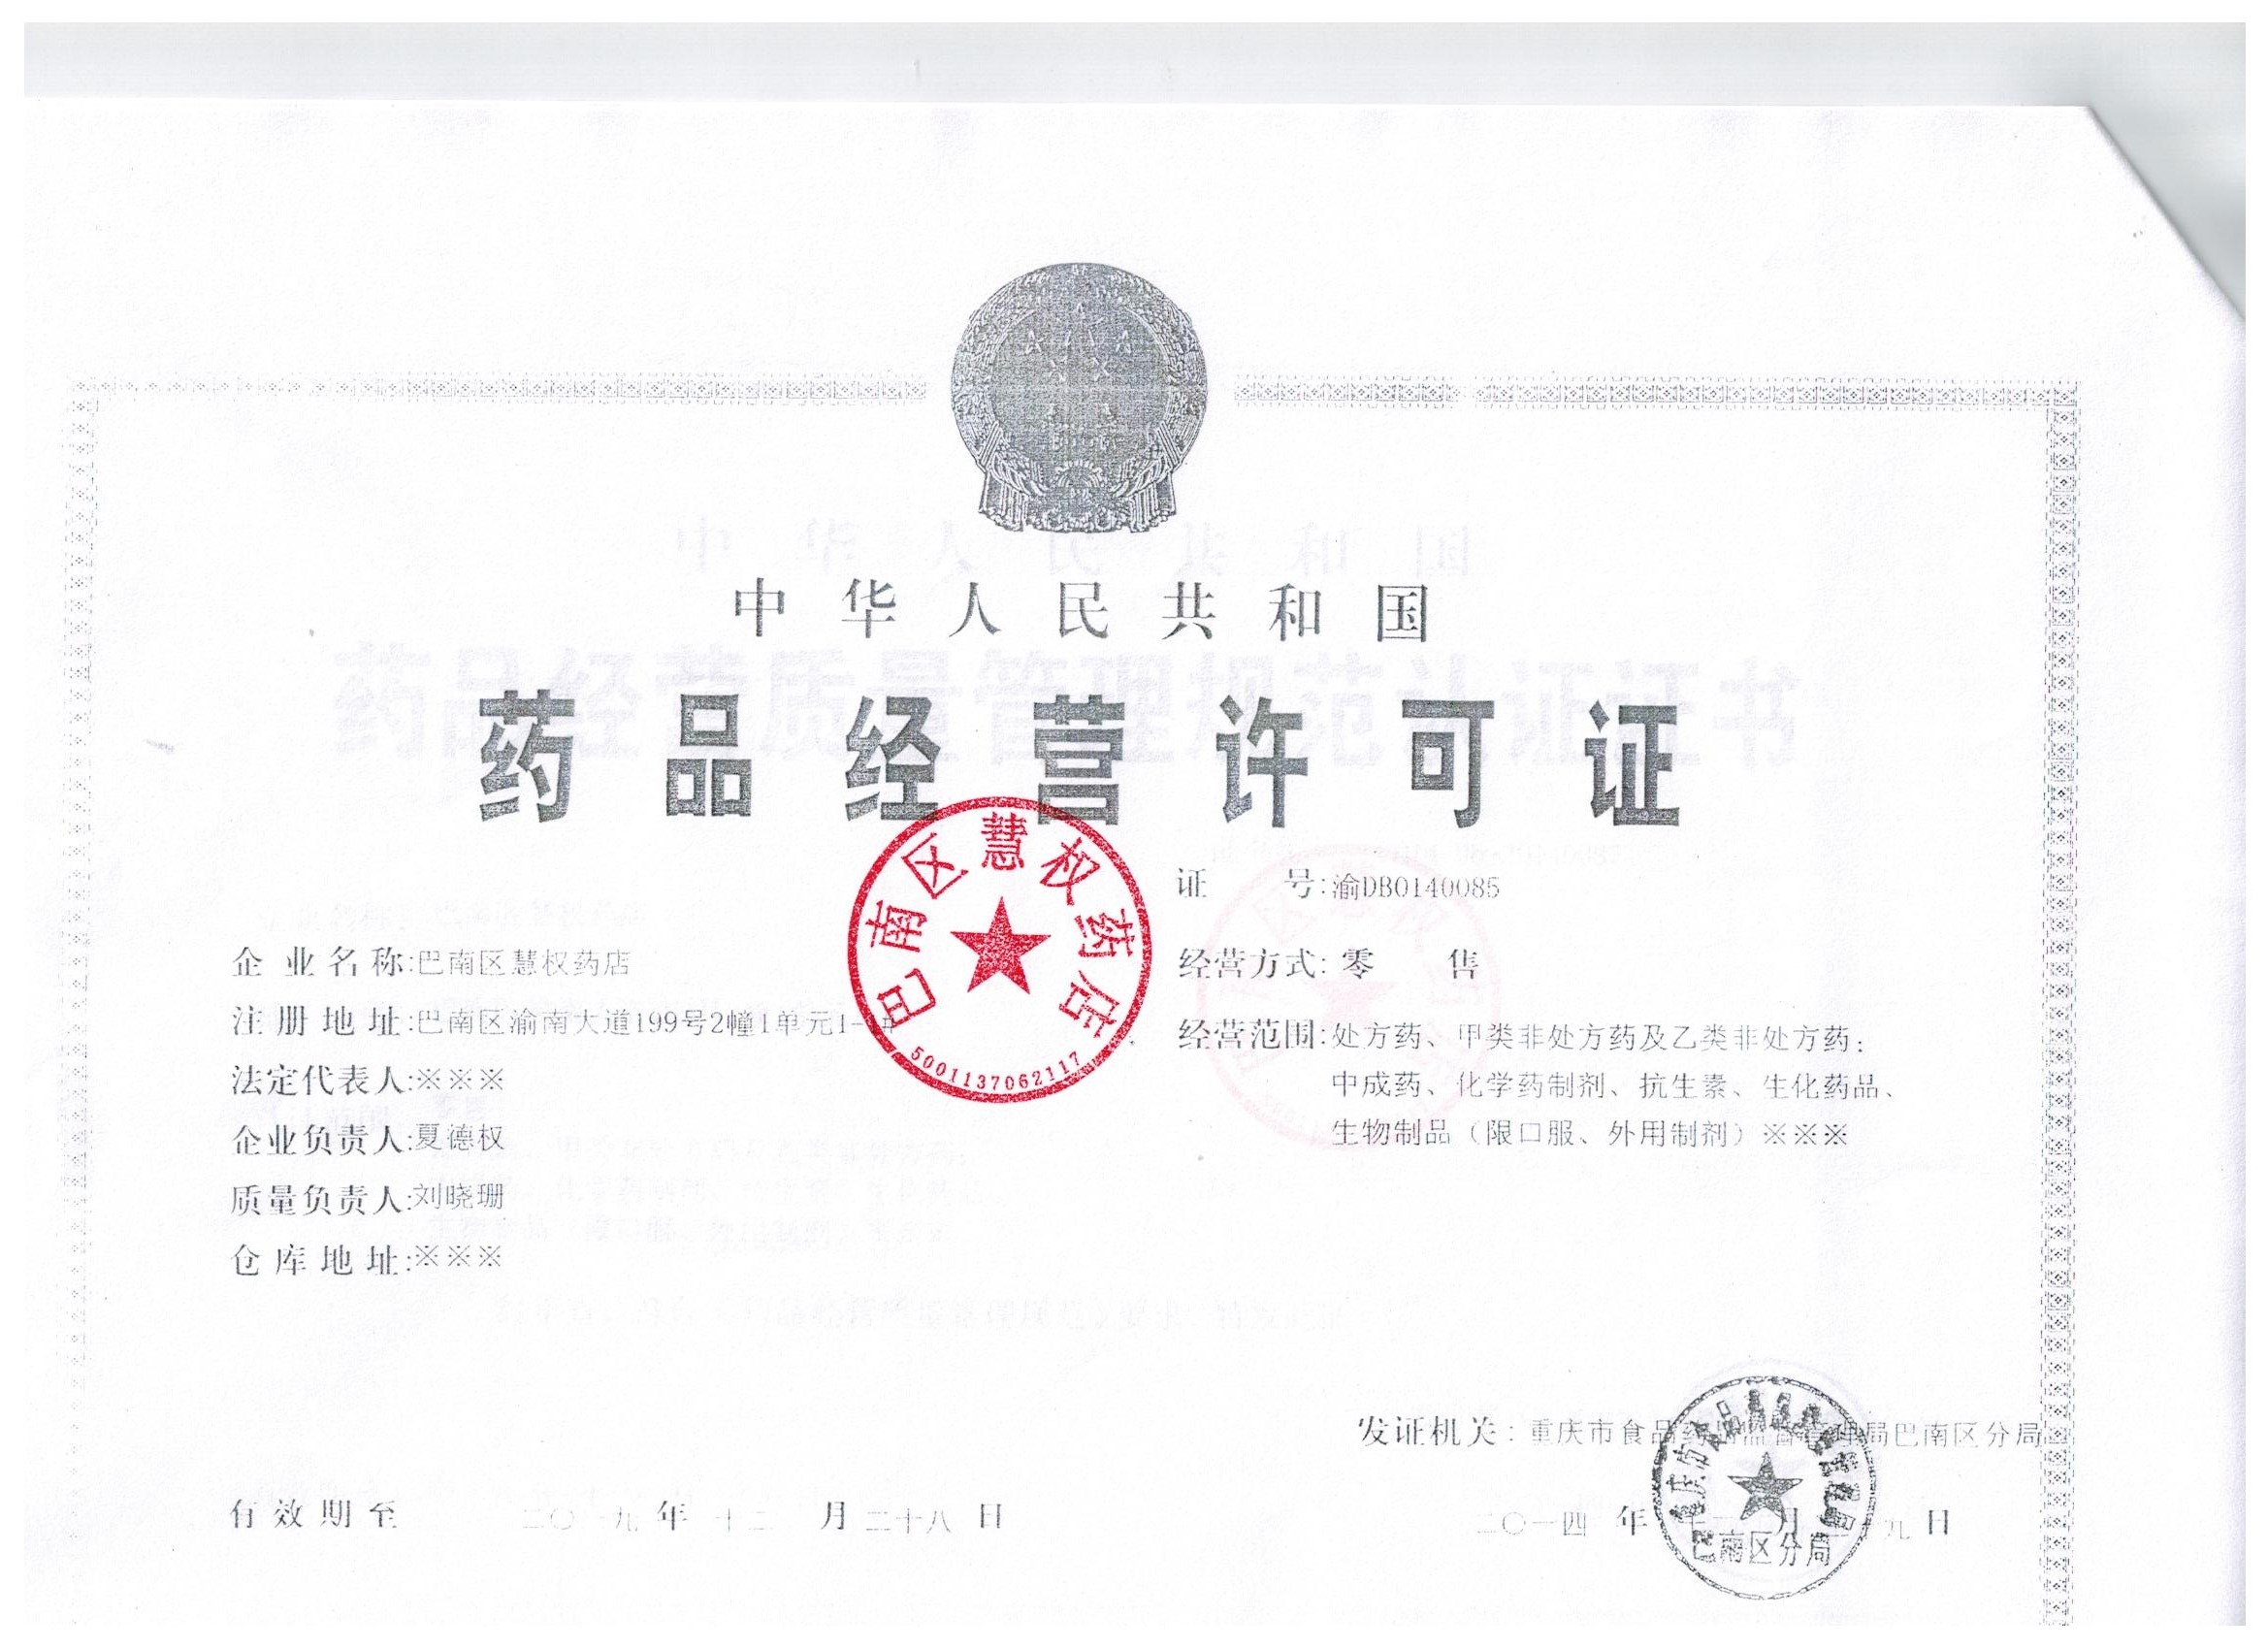 中华人民共和国
药品经营许可证
证 号:渝DB0140085
企业名称:巴南区慧权药店
经营方式:零 售
注册地址:巴南区渝南大道199号2幢1单元1-
经营范围:处方药、甲类非处方药及乙类非处方药;
中成药、化学药制剂、抗生素、生化药品、
生物制品(限口服、外用制剂)※※※
法定代表人:※※※
企业负责人:夏德权
质量负责人:刘晓珊
仓库地址:※※※
巴南区慧权药店
5001137062117
发证机关:重庆市食品药品监督管理局巴南区分局
有效期至 二〇一九年十二月二十八日
二〇一四年十二月二十九日
巴南区分局